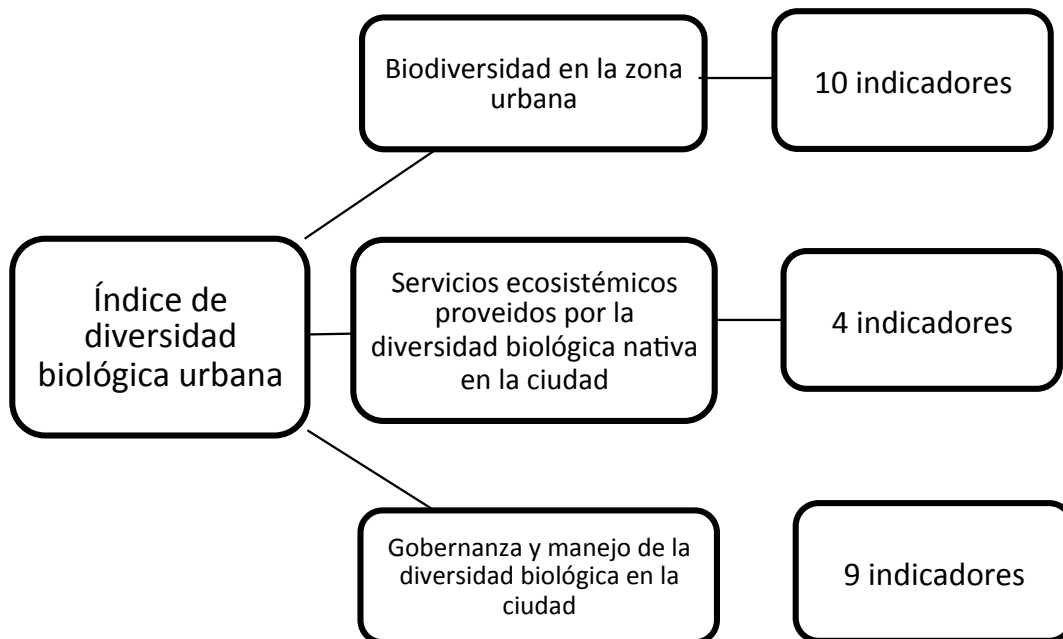 Biodiversidad en la zona
urbana
10 indicadores
Índice de
diversidad
biológica urbana
Servicios ecosistémicos
proveidos por la
diversidad biológica nativa
en la ciudad
4 indicadores
Gobernanza y manejo de la
diversidad biológica en la
ciudad
9 indicadores